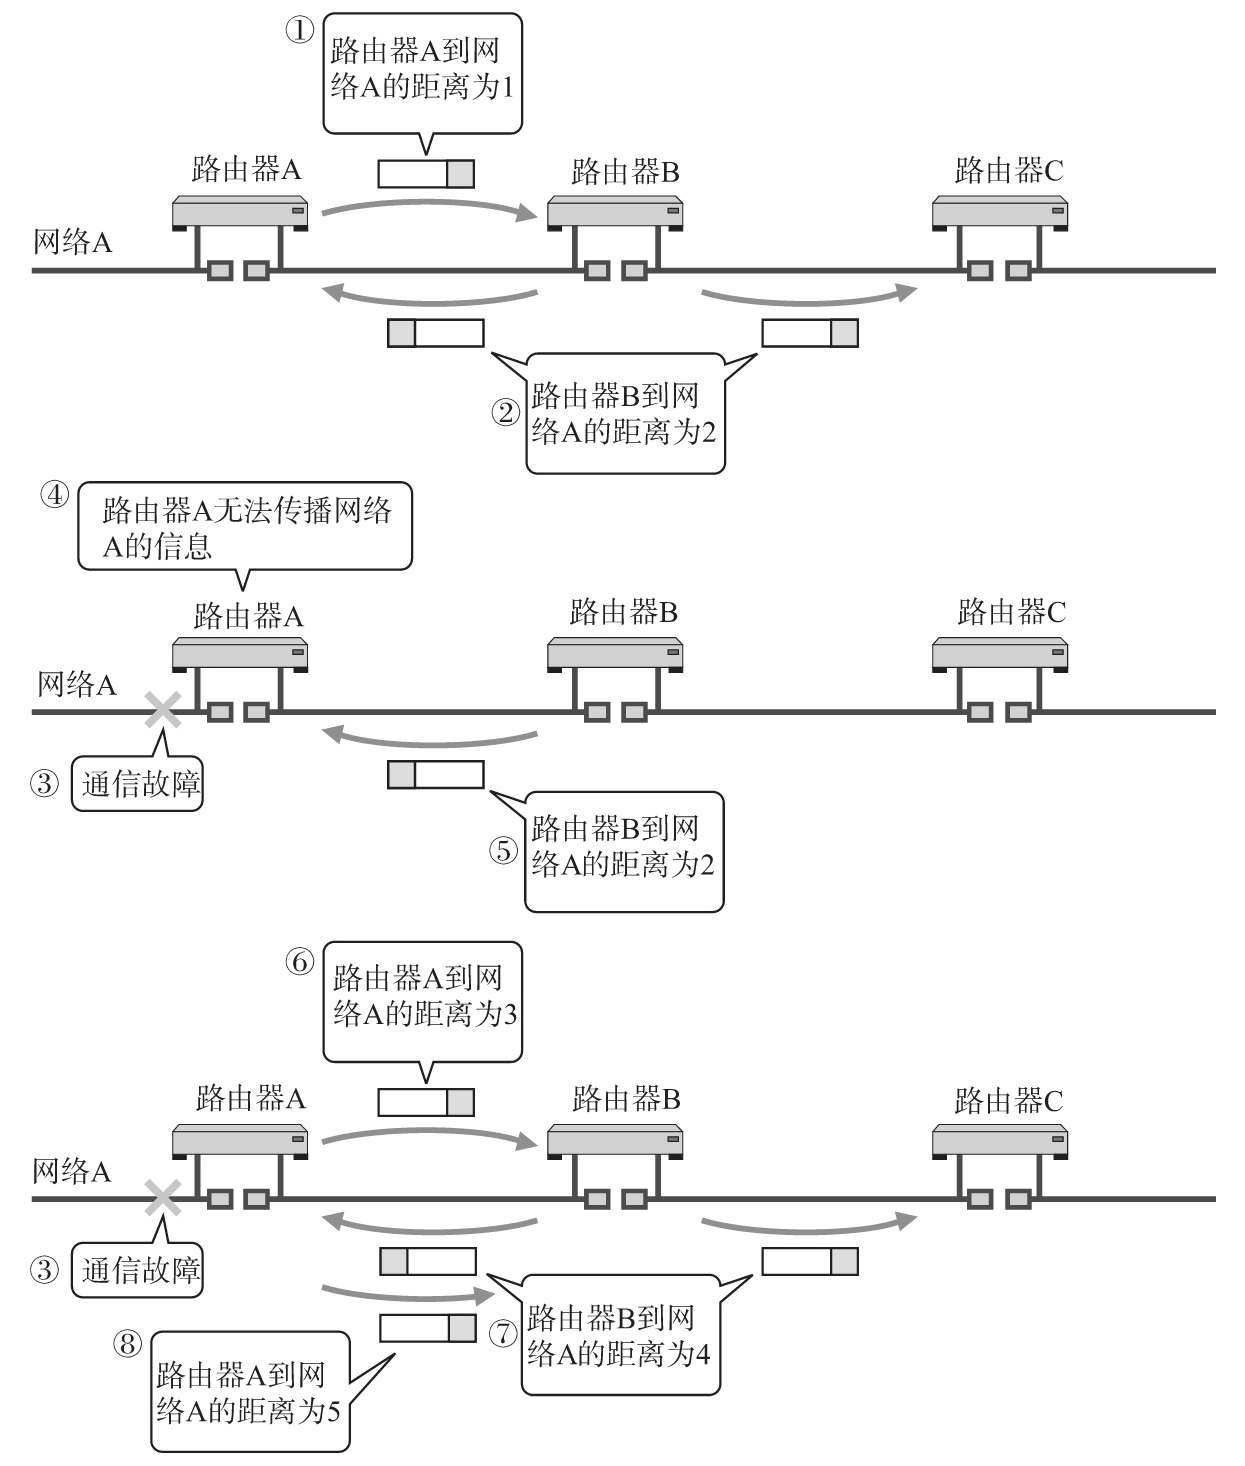 ①
路由器A到网
络A的距离为1
路由器A
路由器B
路由器C
网络A
②
路由器B到网
络A的距离为2
④
路由器A无法传播网络
A的信息
路由器A
路由器B
路由器C
网络A
③
通信故障
⑤
路由器B到网
络A的距离为2
⑥
路由器A到网
络A的距离为3
路由器A
路由器B
路由器C
网络A
③
通信故障
⑦
路由器B到网
络A的距离为4
⑧
路由器A到网
络A的距离为5